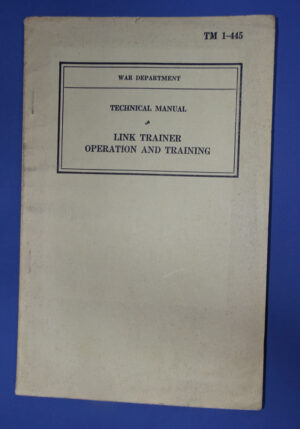 TM 1-445
WAR DEPARTMENT
TECHNICAL MANUAL
LINK TRAINER
OPERATION AND TRAINING